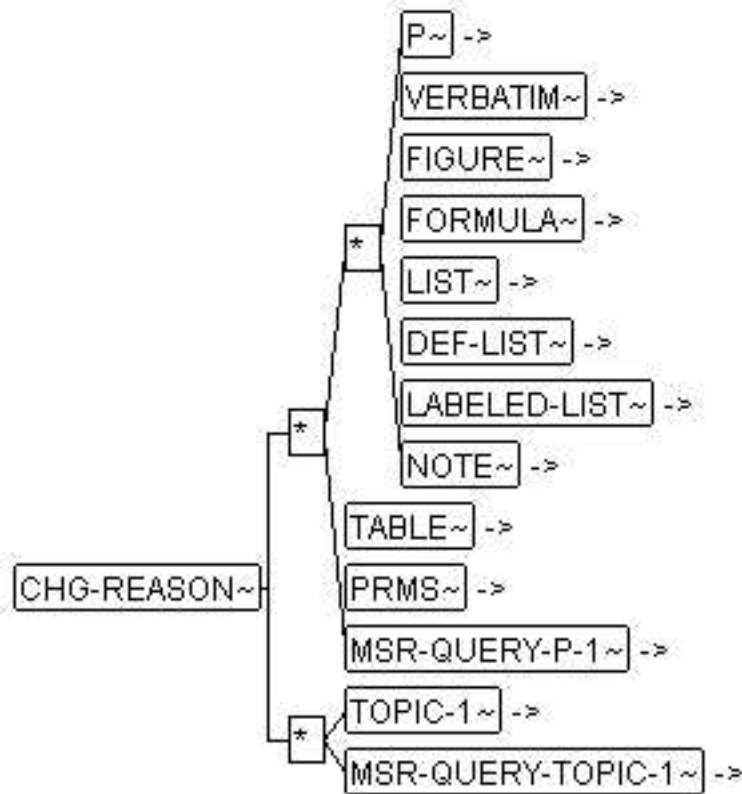 P~ ->
VERBATIM~ ->
FIGURE~ ->
FORMULA~ ->
*
LIST~ ->
DEF-LIST~ ->
LABELED-LIST~ ->
*
NOTE~ ->
TABLE~ ->
CHG-REASON~
PRMS~ ->
MSR-QUERY-P-1~ ->
TOPIC-1~ ->
*
MSR-QUERY-TOPIC-1~ ->